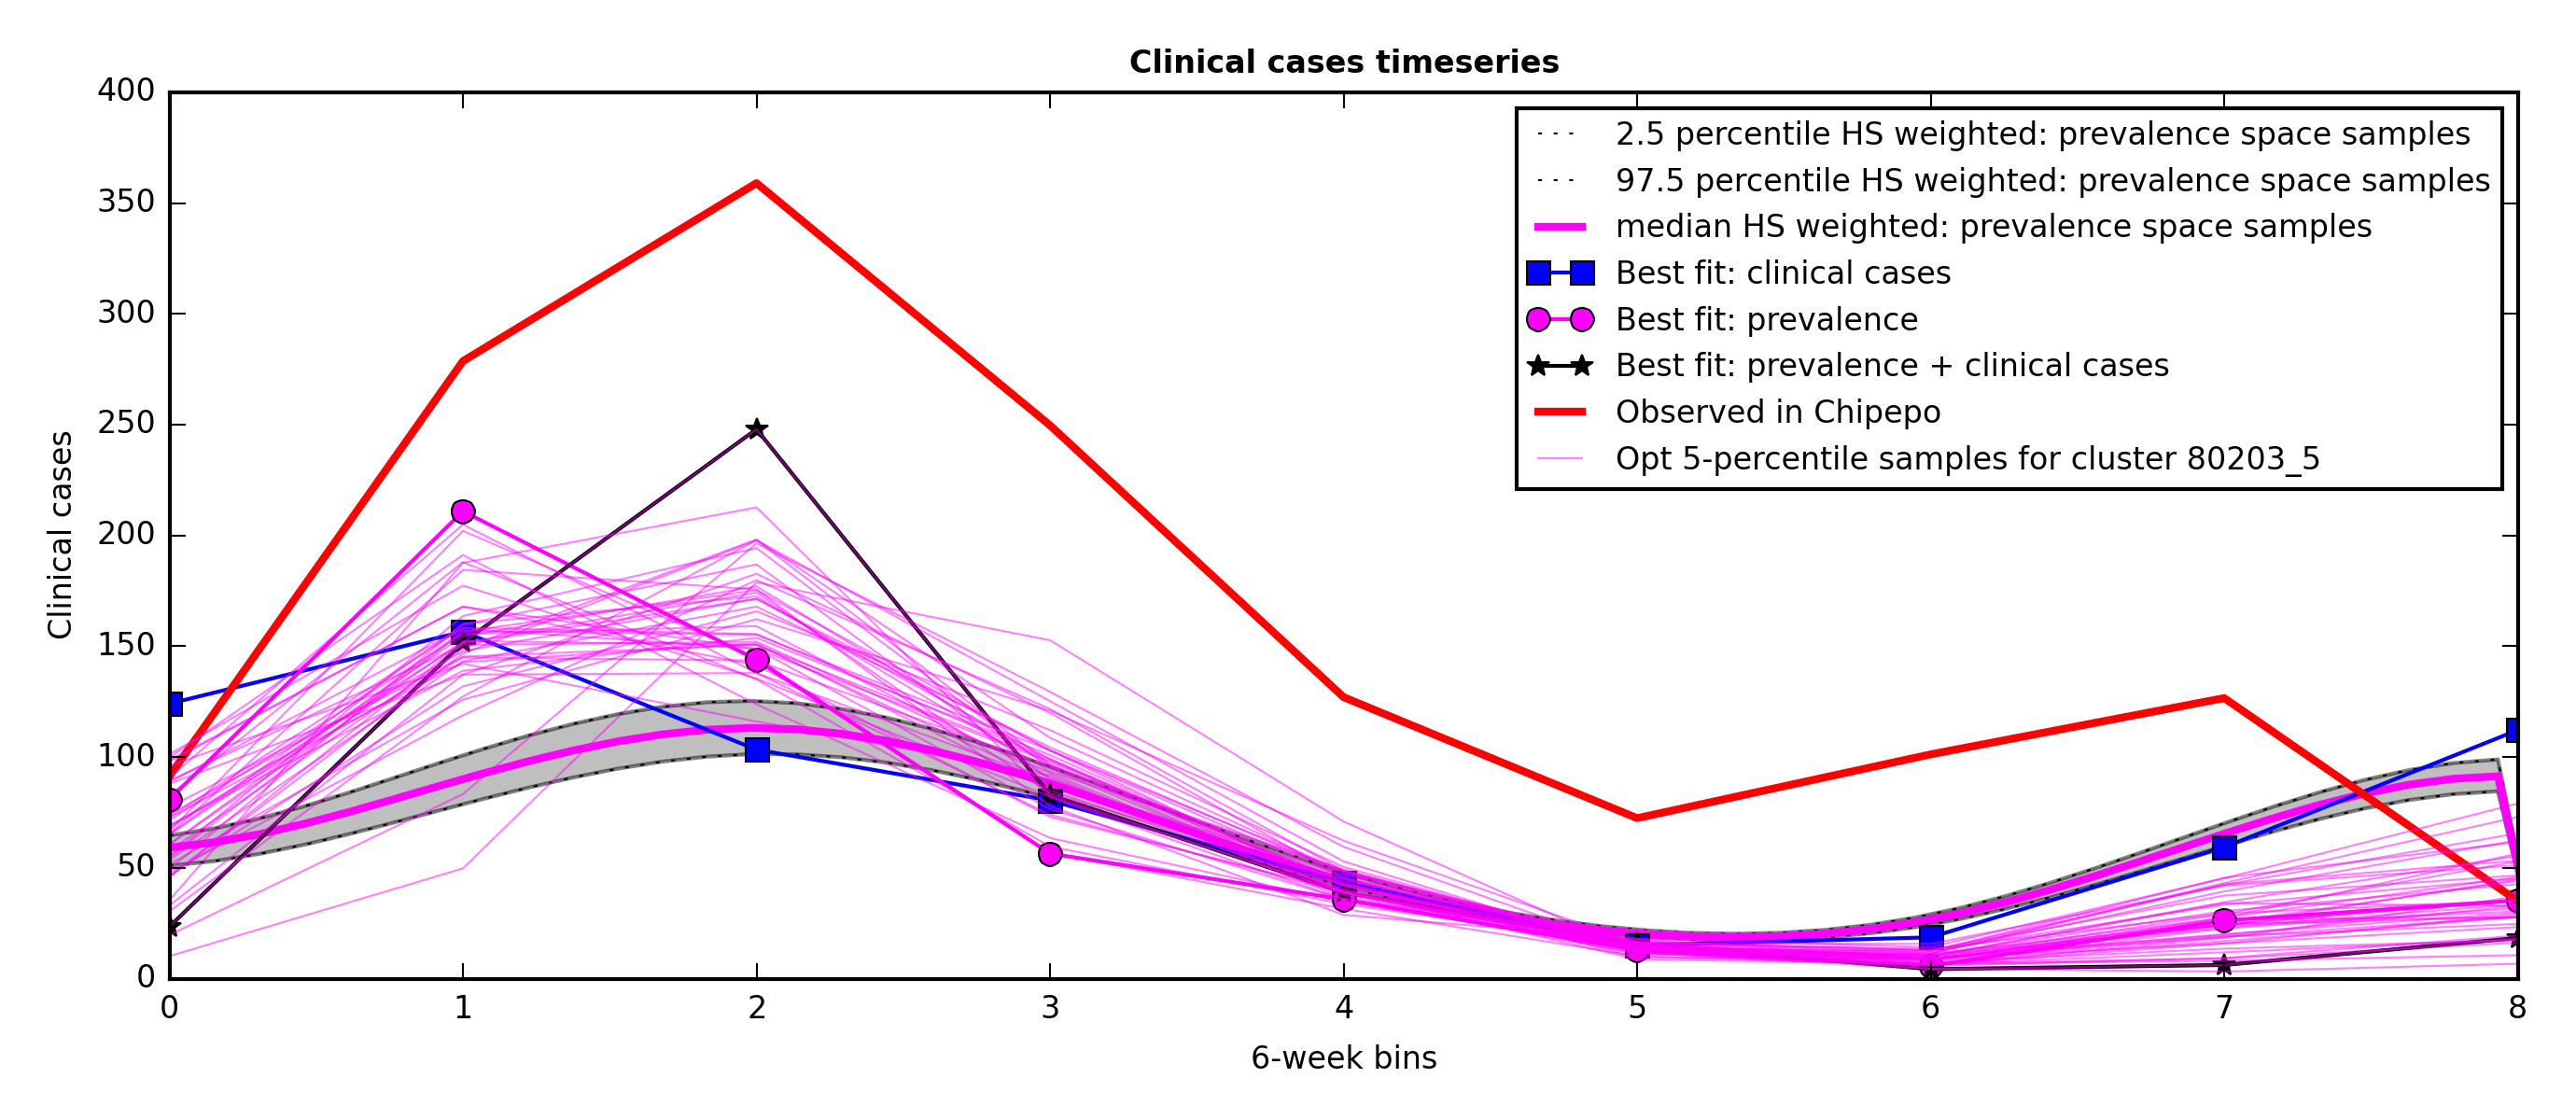 Clinical cases timeseries
400
350
300
250
200
150
100
50
0
Clinical cases
2.5 percentile HS weighted: prevalence space samples
97.5 percentile HS weighted: prevalence space samples
median HS weighted: prevalence space samples
Best fit: clinical cases
Best fit: prevalence
Best fit: prevalence + clinical cases
Observed in Chipepo
Opt 5-percentile samples for cluster 80203_5
0 1 2 3 4 5 6 7 8
6-week bins